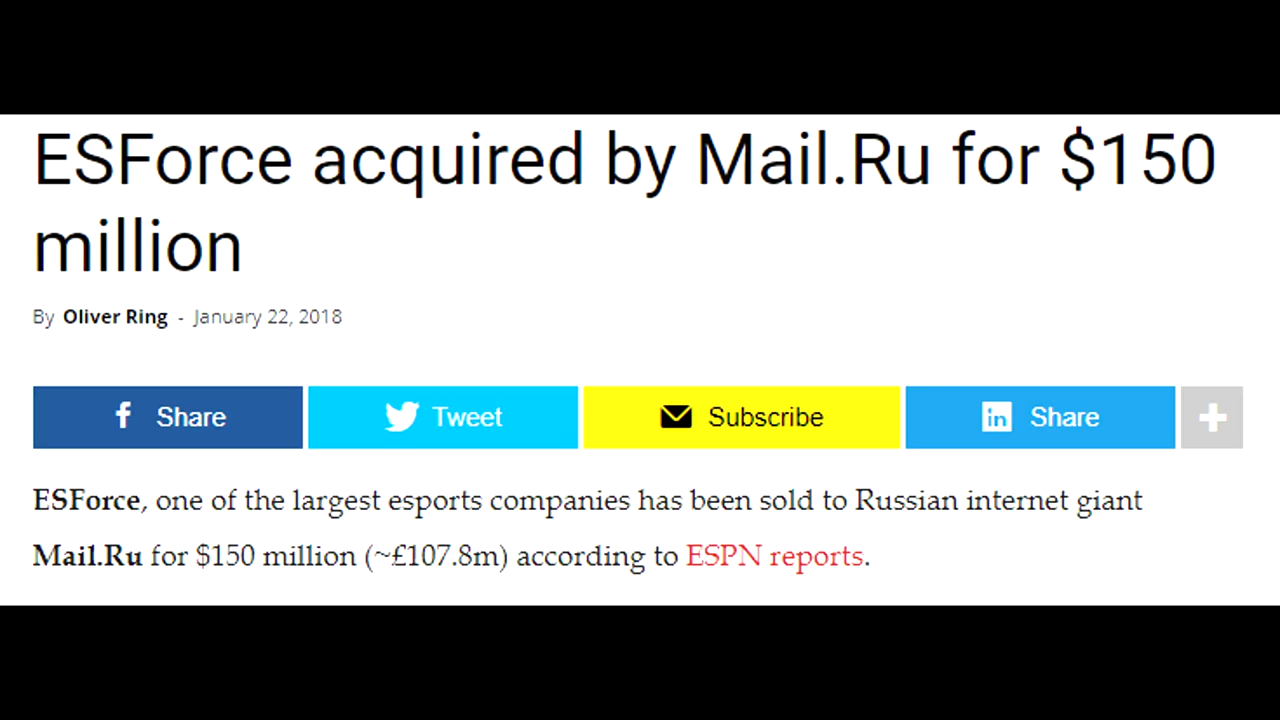 ESForce acquired by Mail.Ru for $150
million
By Oliver Ring - January 22, 2018
Share Tweet Subscribe Share
ESForce, one of the largest esports companies has been sold to Russian internet giant
Mail.Ru for $150 million (~£107.8m) according to ESPN reports.